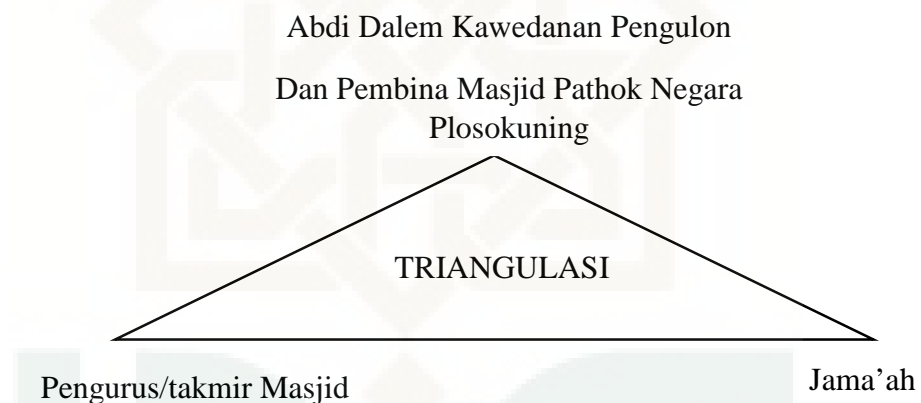 Abdi Dalem Kawedanan Pengulon
Dan Pembina Masjid Pathok Negara
Plosokuning
TRIANGULASI
Pengurus/takmir Masjid
Jama’ah